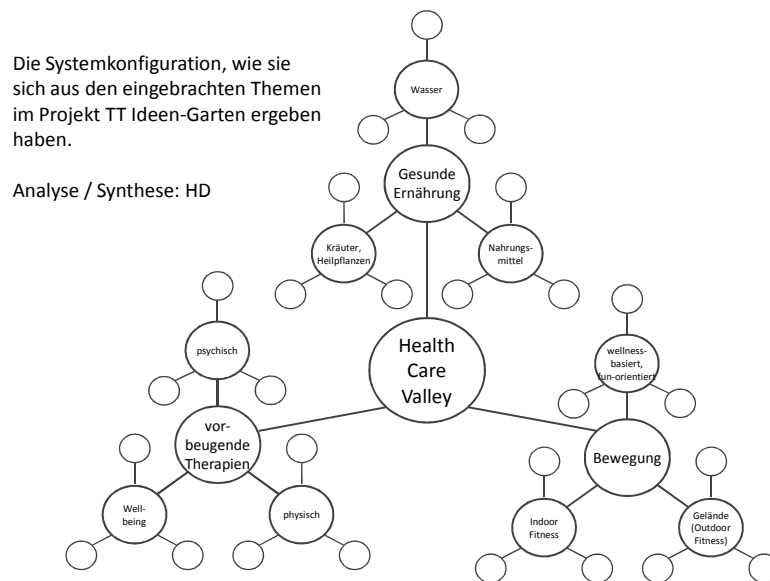 Die Systemkonfiguration, wie sie
sich aus den eingebrachten Themen
im Projekt TT Ideen-Garten ergeben
haben.
Analyse / Synthese: HD
Wasser
Gesunde
Ernährung
Kräuter,
Heilpflanzen
Nahrungs-
mittel
Health
Care
Valley
psychisch
vor-
beugende
Therapien
Well-
being
physisch
wellness-
basiert,
fun-orientiert
Bewegung
Indoor
Fitness
Gelände
(Outdoor
Fitness)